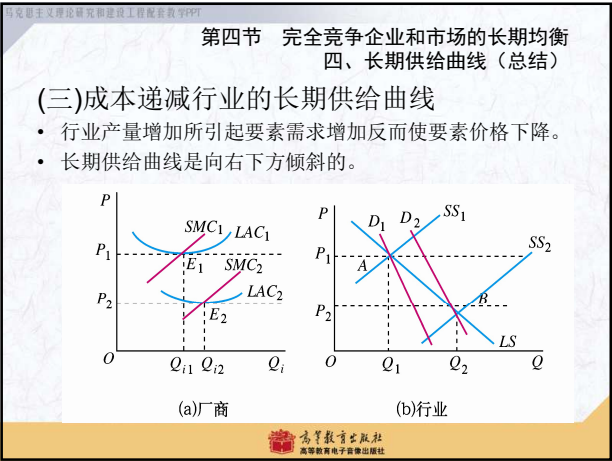 马克思主义理论研究和建设工程配套教学PPT
第四节 完全竞争企业和市场的长期均衡
四、长期供给曲线（总结）
(三)成本递减行业的长期供给曲线
• 行业产量增加所引起要素需求增加反而使要素价格下降。
• 长期供给曲线是向右下方倾斜的。
P
SMC1
LAC1
P1
E1
SMC2
P2
LAC2
E2
O
Qi1
Qi2
Qi
(a)厂商
P
D1
D2
SS1
SS2
P1
A
P2
B
LS
O
Q1
Q2
Q
(b)行业
高等教育出版社
高等教育电子音像出版社